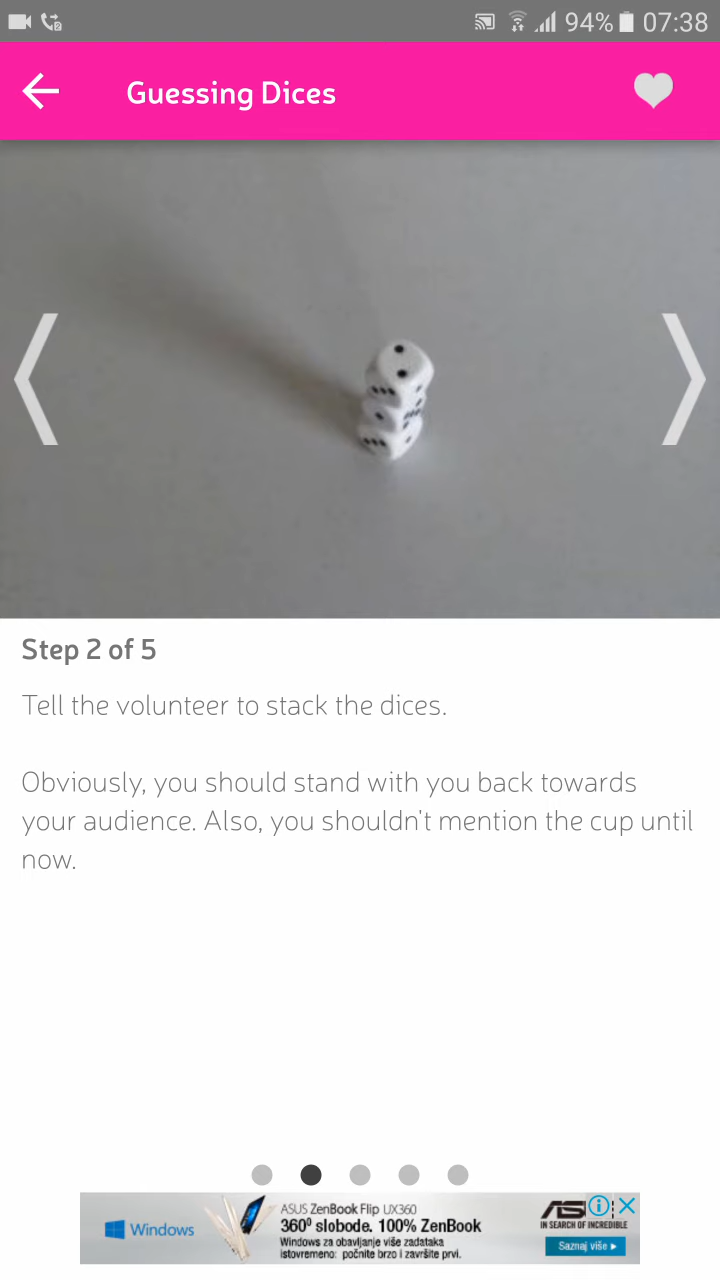 94% 07:38
Guessing Dices
Step 2 of 5
Tell the volunteer to stack the dices.
Obviously, you should stand with you back towards
your audience. Also, you shouldn't mention the cup until
now.
Windows
ASUS ZenBook Flip UX360
360⁰ slobode. 100% ZenBook
Windows za obavljanje više zadataka
istovremeno: počnite brzo i završite prvi.
IN SEARCH OF INCREDIBLE
Saznaj više ►